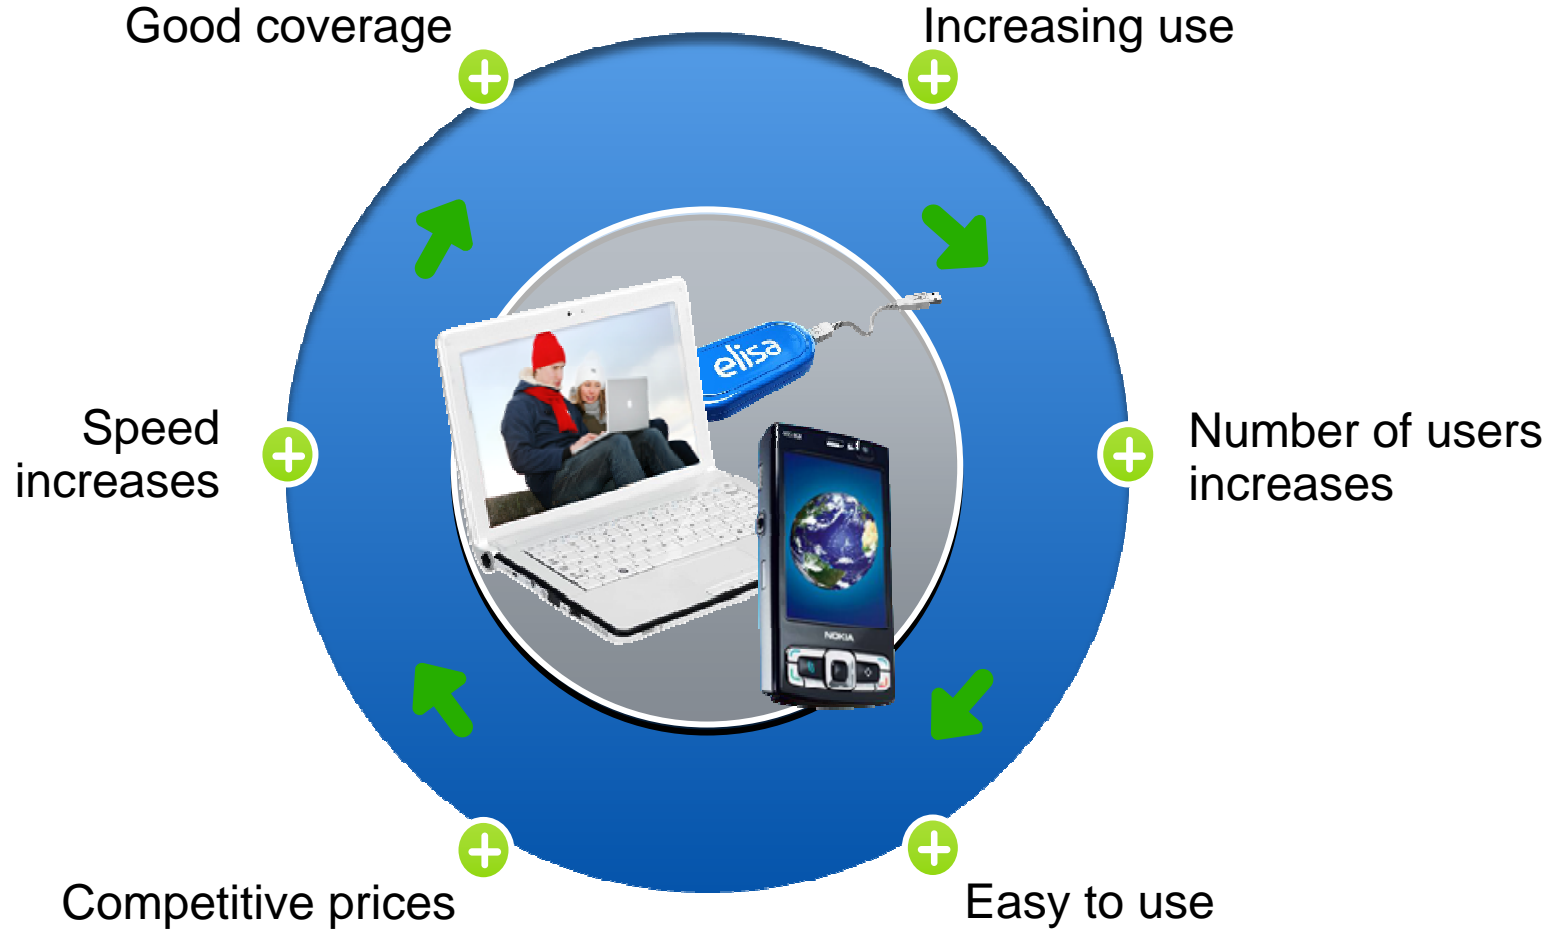 Good coverage
Increasing use
elisa
Speed
increases
Number of users
increases
NOKIA
Competitive prices
Easy to use